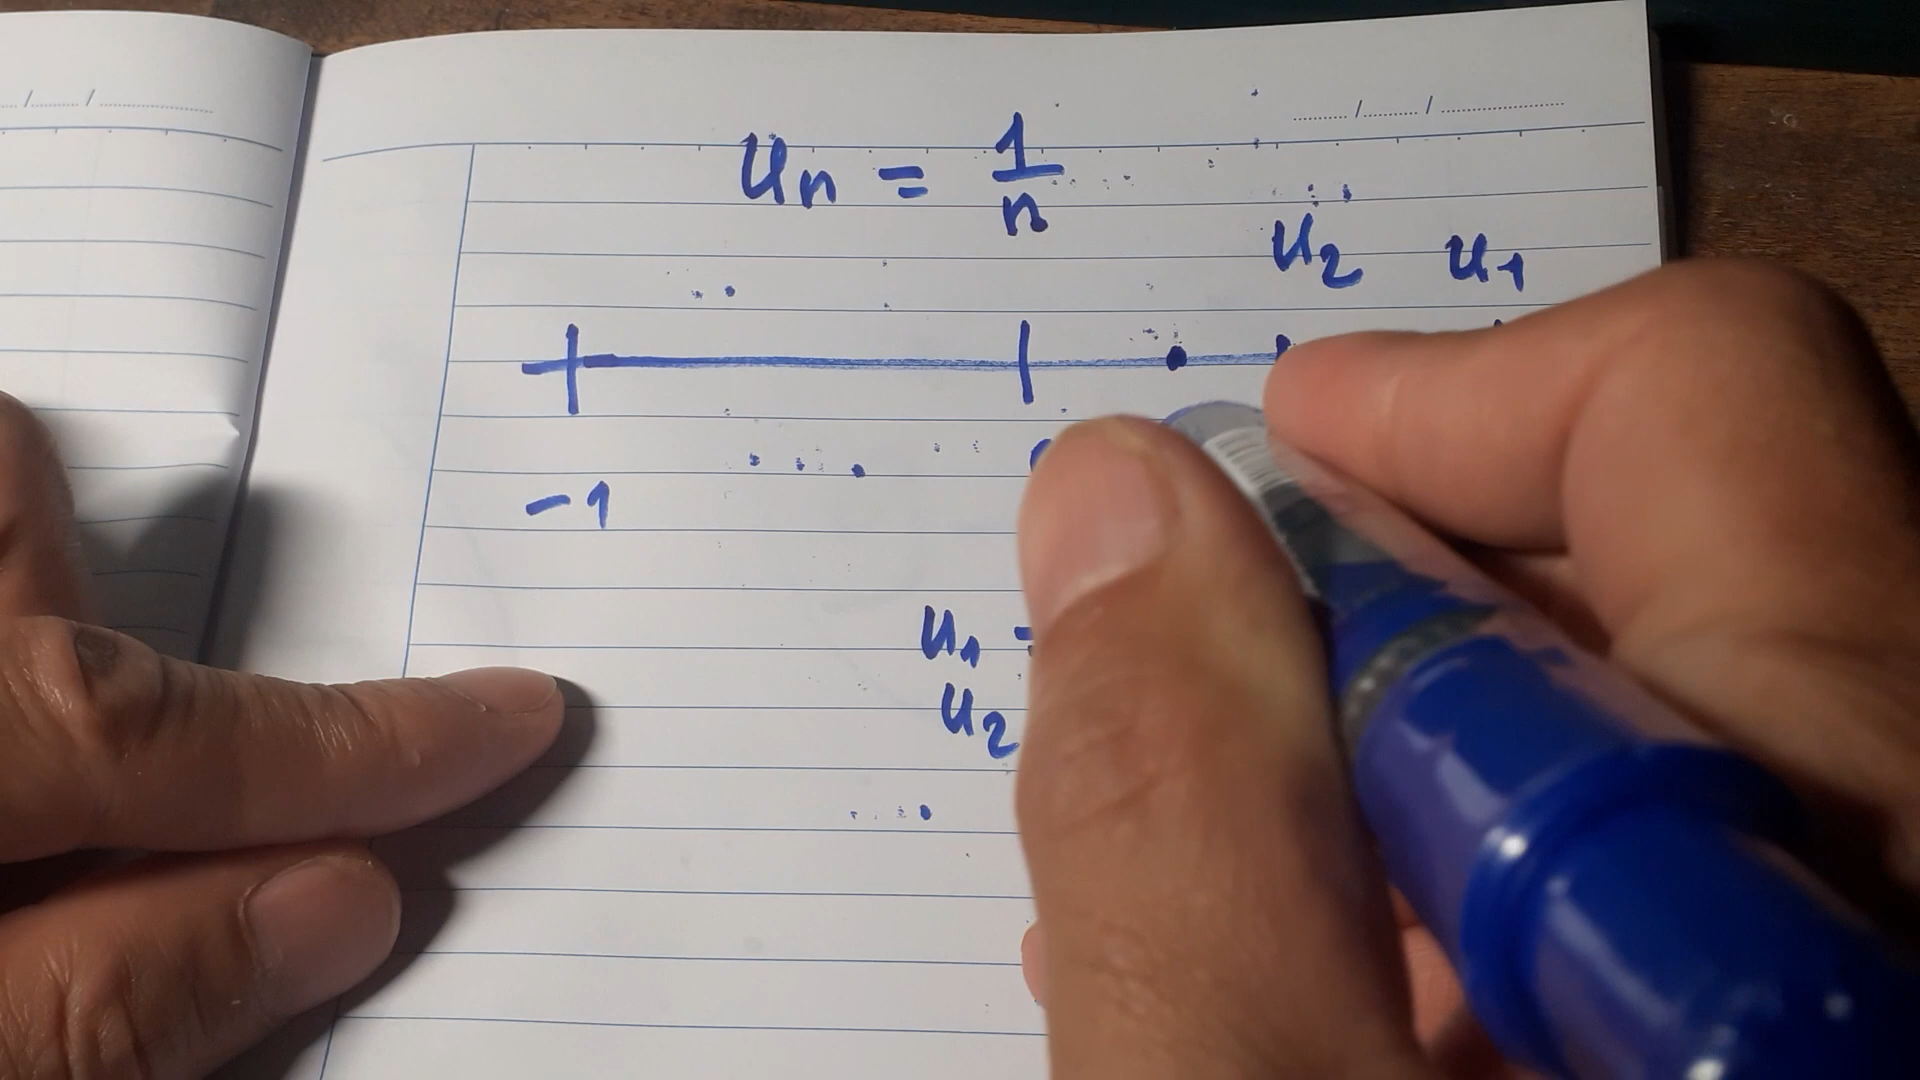 uₙ = 1/n
u₂ u₁
-1
u₁ =
u₂